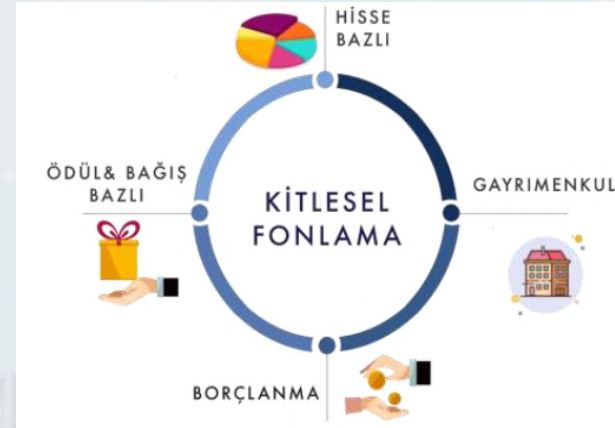 HİSSE
BAZLI
ÖDÜL& BAĞIŞ
BAZLI
KİTLESEL
FONLAMA
GAYRIMENKUL
BORÇLANMA